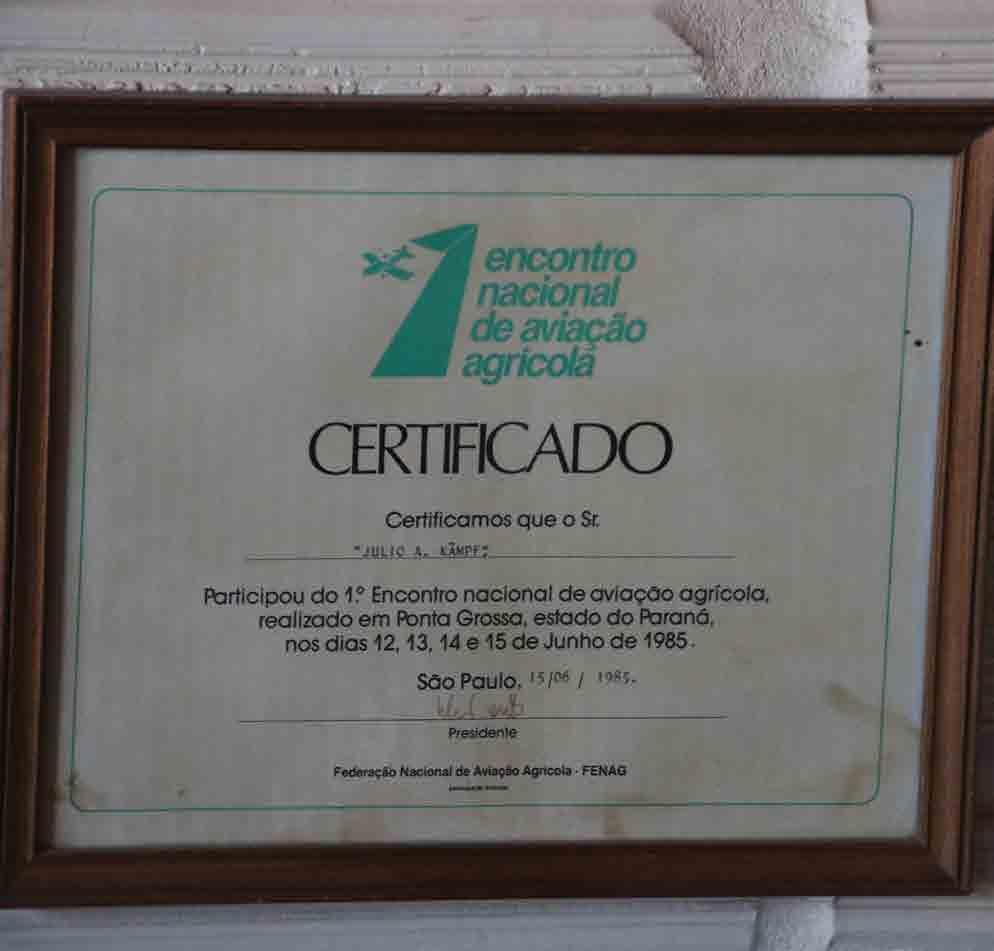 1
encontro
nacional
de aviação
agrícola
CERTIFICADO
Certificamos que o Sr.
"JULIO A. KÄMPF"
Participou do 1.º Encontro nacional de aviação agrícola,
realizado em Ponta Grossa, estado do Paraná,
nos dias 12, 13, 14 e 15 de Junho de 1985.
São Paulo, 15/06 / 1985.
Presidente
Federação Nacional de Aviação Agrícola - FENAG